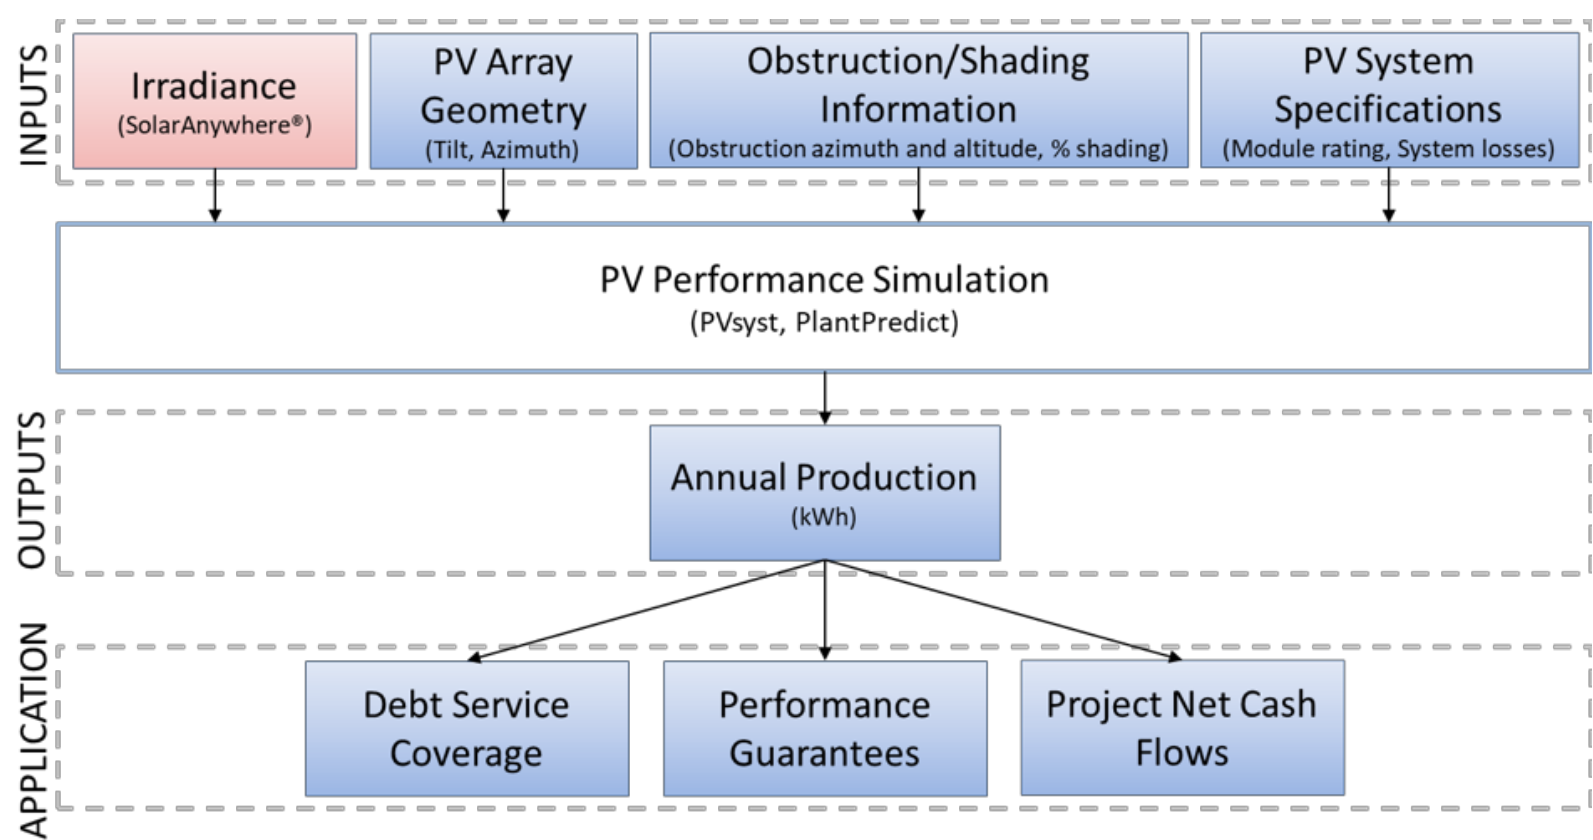 INPUTS
Irradiance
(SolarAnywhere®)
PV Array
Geometry
(Tilt, Azimuth)
Obstruction/Shading
Information
(Obstruction azimuth and altitude, % shading)
PV System
Specifications
(Module rating, System losses)
PV Performance Simulation
(PVsyst, PlantPredict)
OUTPUTS
Annual Production
(kWh)
APPLICATION
Debt Service
Coverage
Performance
Guarantees
Project Net Cash
Flows